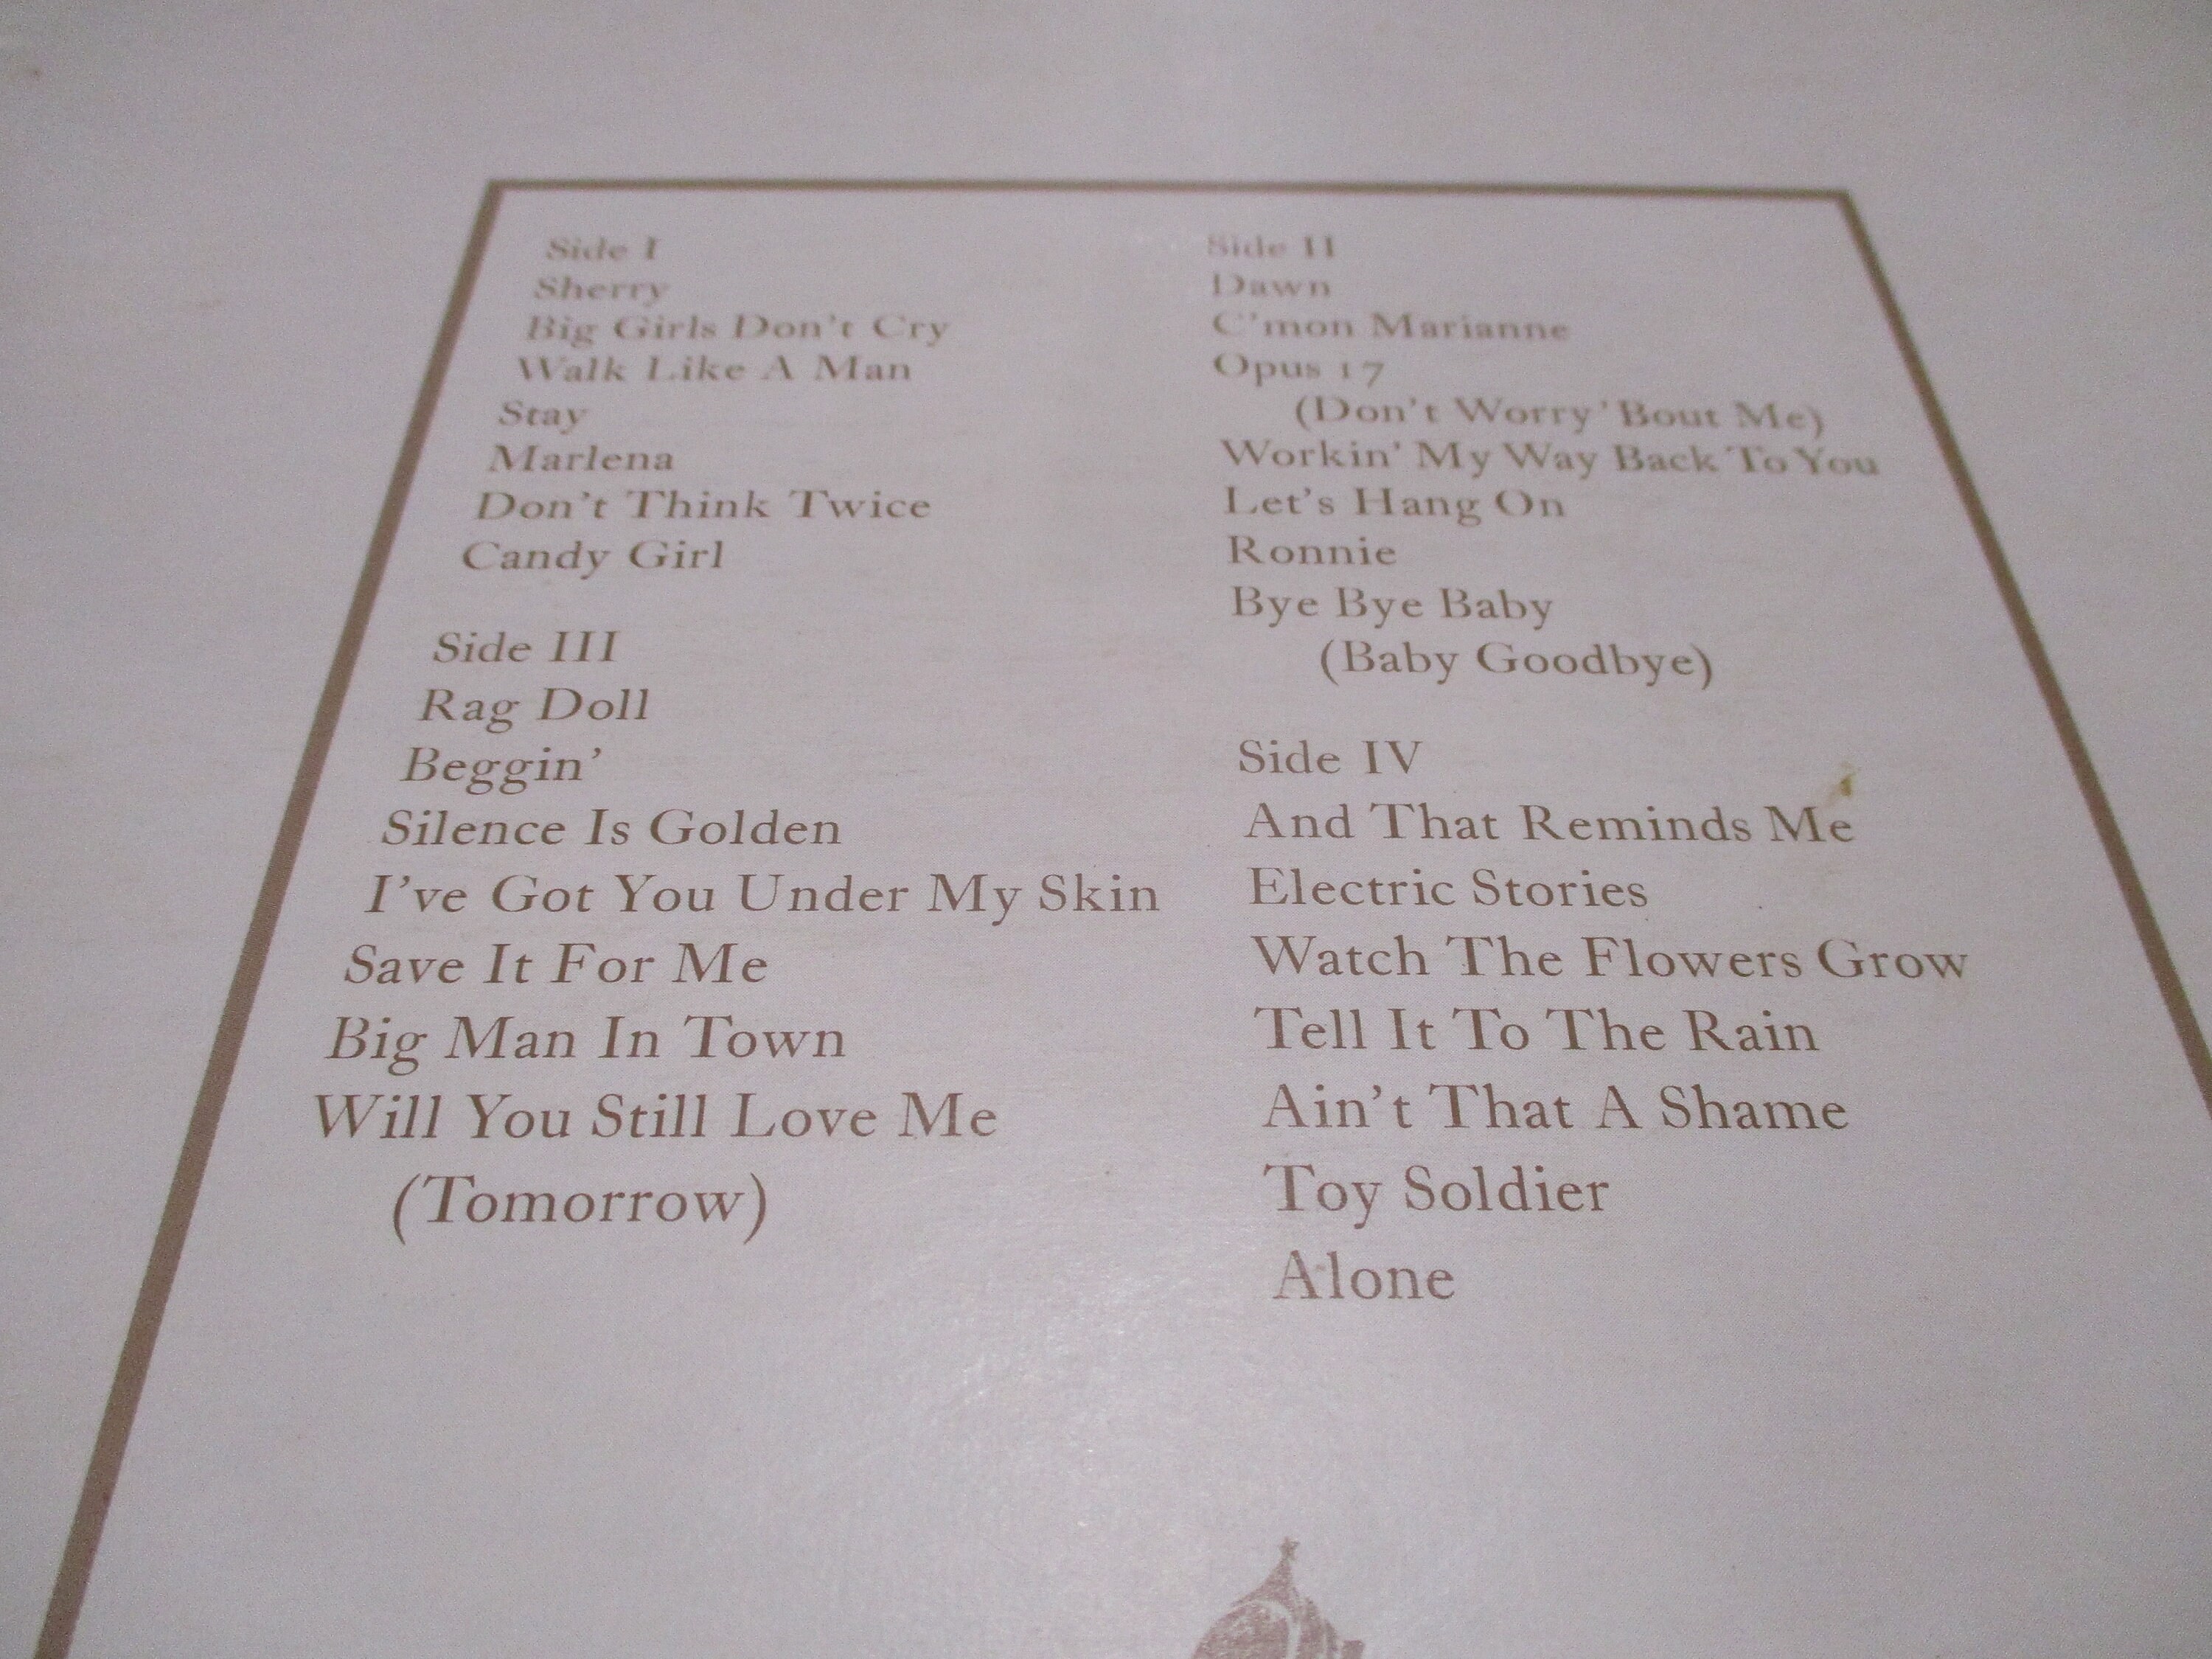 Side I
Sherry
Big Girls Don't Cry
Walk Like A Man
Stay
Marlena
Don't Think Twice
Candy Girl
Side II
Dawn
C'mon Marianne
Opus 17
(Don't Worry 'Bout Me)
Workin' My Way Back To You
Let's Hang On
Ronnie
Bye Bye Baby
(Baby Goodbye)
Side III
Rag Doll
Beggin'
Silence Is Golden
I've Got You Under My Skin
Save It For Me
Big Man In Town
Will You Still Love Me
(Tomorrow)
Side IV
And That Reminds Me
Electric Stories
Watch The Flowers Grow
Tell It To The Rain
Ain't That A Shame
Toy Soldier
Alone